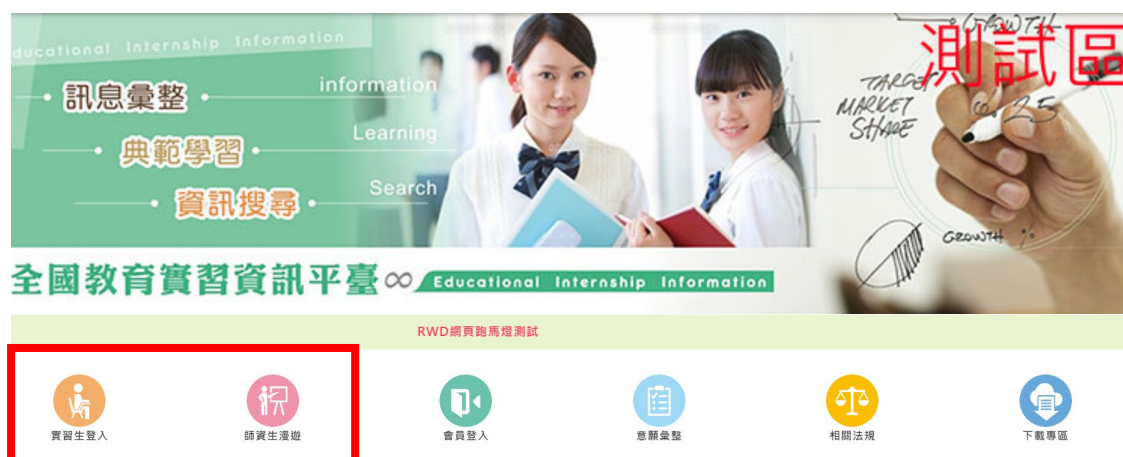 Educational Internship Information
測試區
GROWTH
訊息彙整
information
TARGET
MARKET
SHARE
25
典範學習
Learning
資訊搜尋
Search
GROWTH %
全國教育實習資訊平臺∞ Educational Internship Information
RWD網頁跑馬燈測試
實習生登入 師資生漫遊 會員登入 意願彙整 相關法規 下載專區